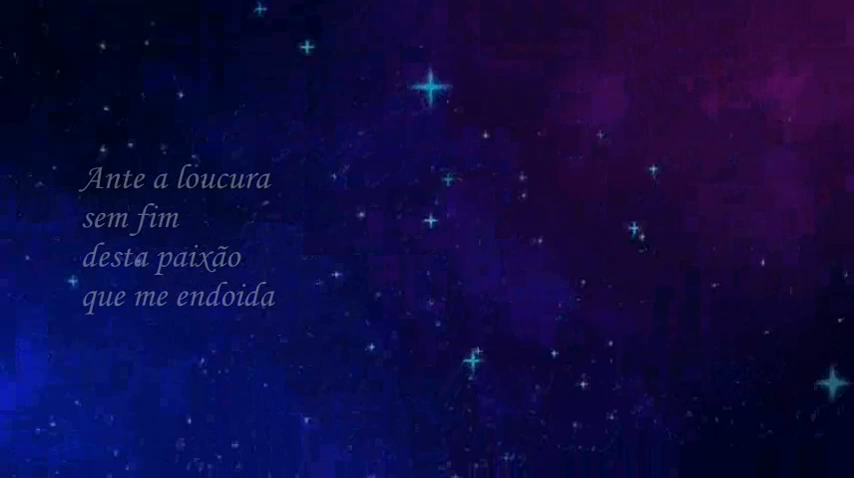 Ante a loucura
sem fim
desta paixão
que me endoida